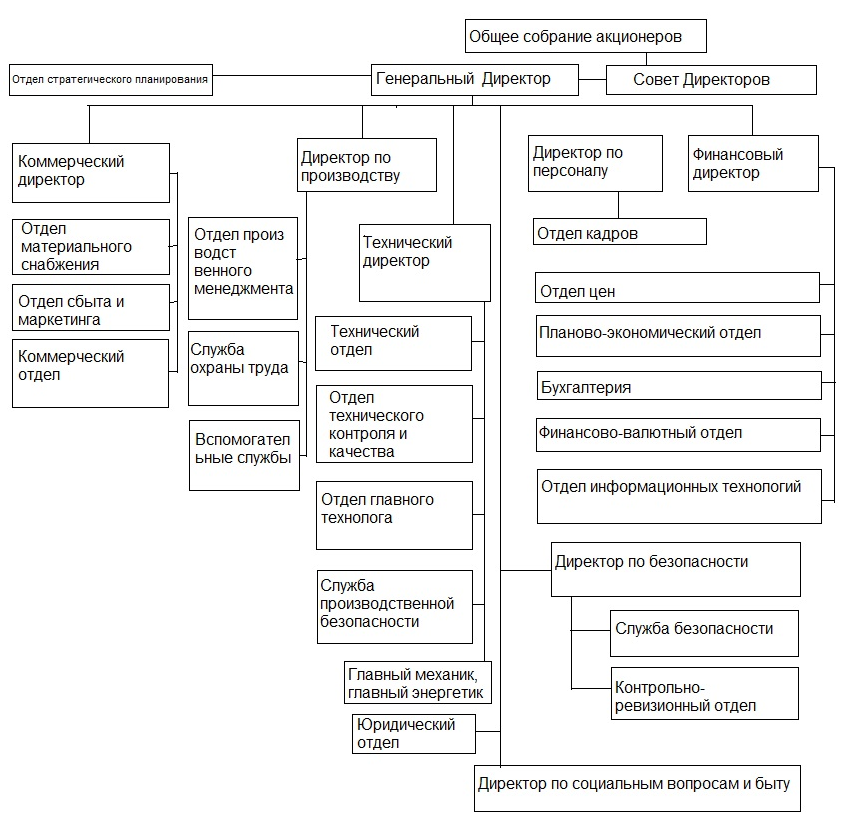 Общее собрание акционеров
Отдел стратегического планирования
Генеральный Директор
Совет Директоров
Коммерческий
директор
Отдел
материального
снабжения
Отдел сбыта и
маркетинга
Коммерческий
отдел
Директор по
производству
Отдел произ
водст
венного
менеджмента
Служба
охраны труда
Вспомогател
ьные службы
Технический
директор
Технический
отдел
Отдел
технического
контроля и
качества
Отдел главного
технолога
Служба
производственной
безопасности
Главный механик,
главный энергетик
Юридический
отдел
Директор по
персоналу
Отдел кадров
Финансовый
директор
Отдел цен
Планово-экономический отдел
Бухгалтерия
Финансово-валютный отдел
Отдел информационных технологий
Директор по безопасности
Служба безопасности
Контрольно-
ревизионный отдел
Директор по социальным вопросам и быту